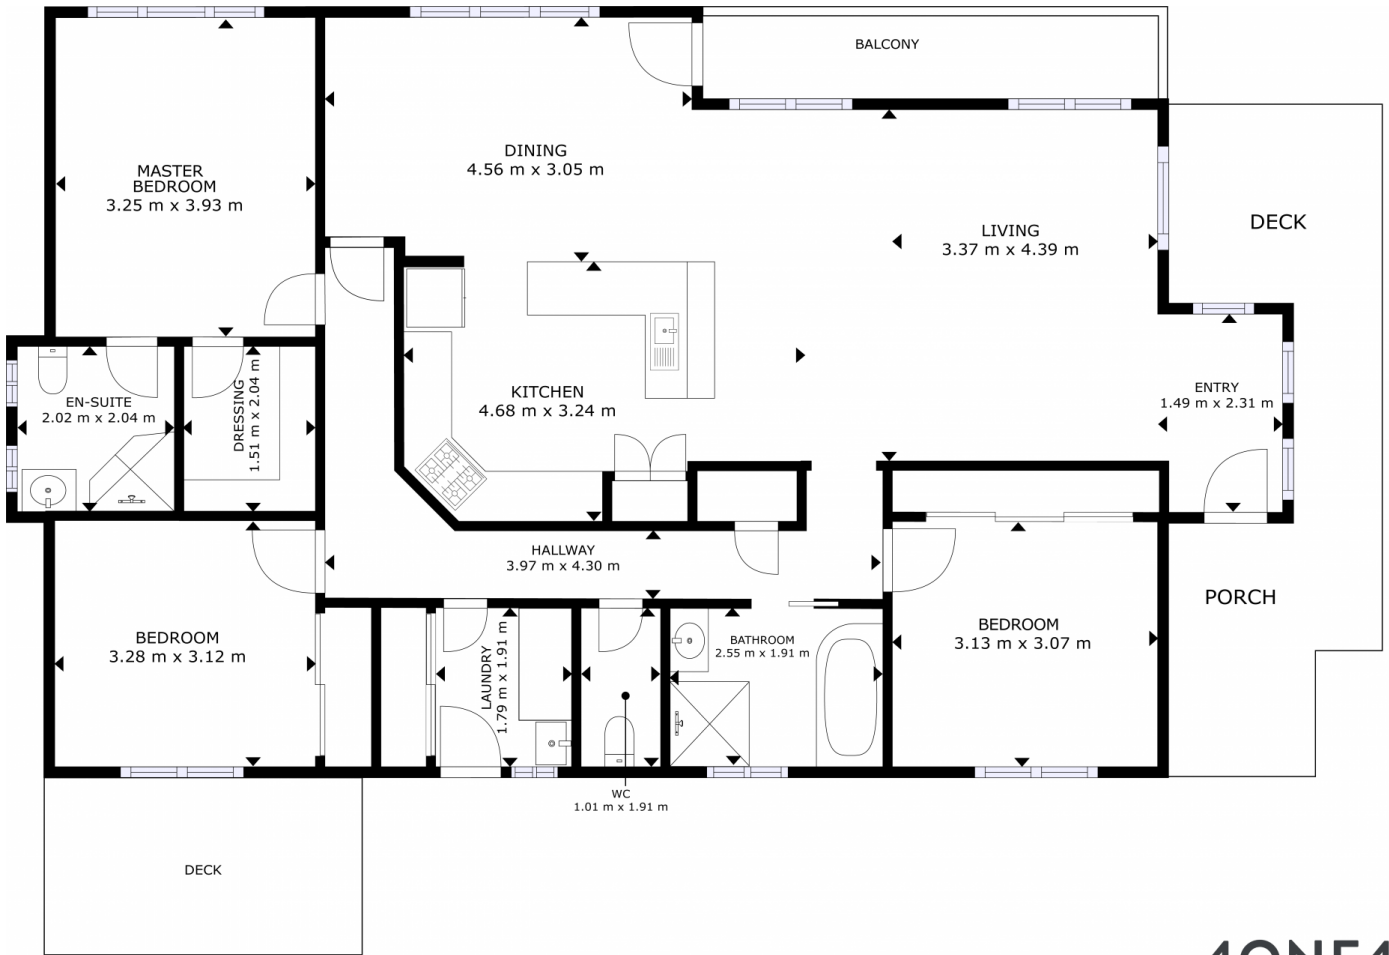 BALCONY
DINING
4.56 m x 3.05 m
MASTER
BEDROOM
3.25 m x 3.93 m
LIVING
3.37 m x 4.39 m
DECK
EN-SUITE
2.02 m x 2.04 m
DRESSING
1.51 m x 2.04 m
KITCHEN
4.68 m x 3.24 m
ENTRY
1.49 m x 2.31 m
HALLWAY
3.97 m x 4.30 m
PORCH
BEDROOM
3.28 m x 3.12 m
LAUNDRY
1.79 m x 1.91 m
BATHROOM
2.55 m x 1.91 m
BEDROOM
3.13 m x 3.07 m
WC
1.01 m x 1.91 m
DECK